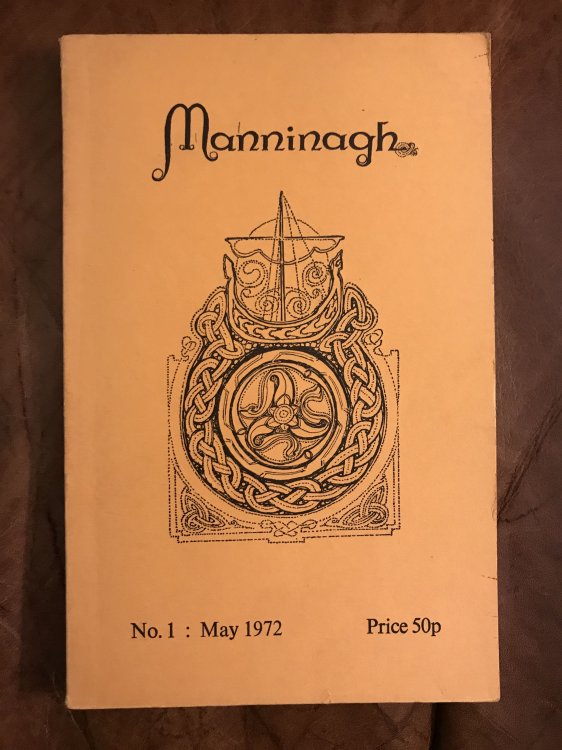 Manninagh
No. 1 : May 1972 Price 50p